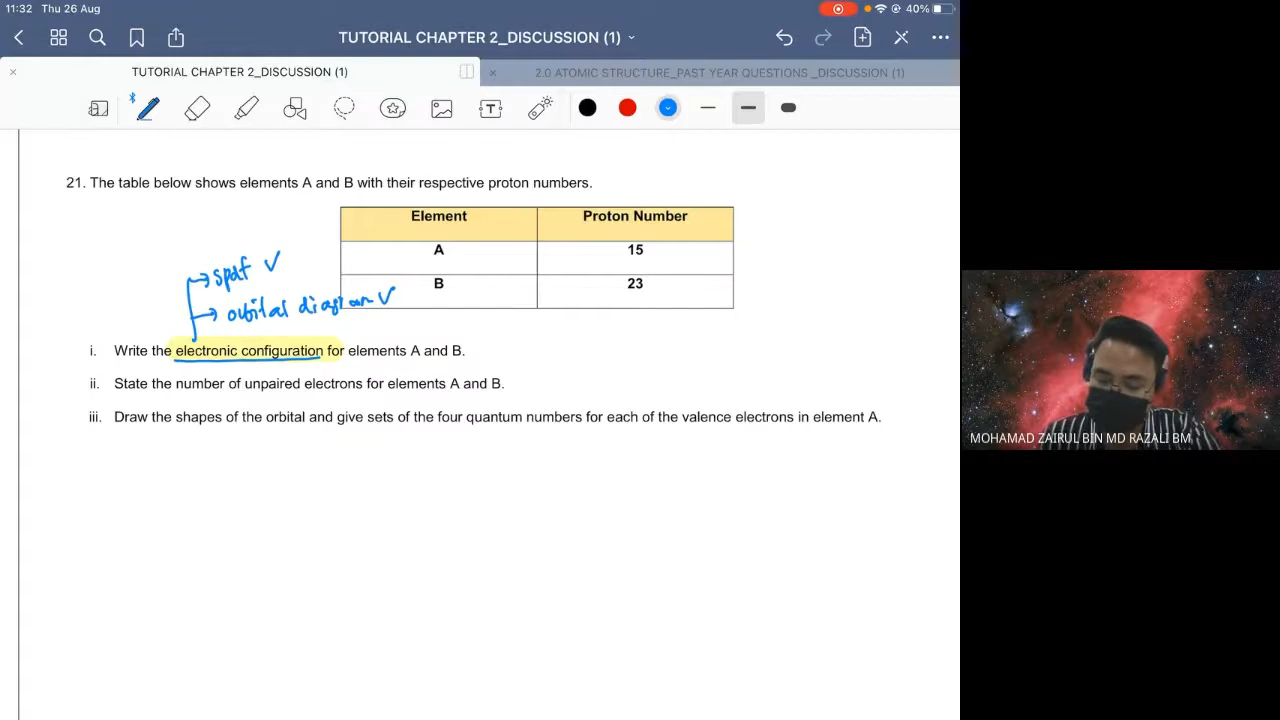 11:32 Thu 26 Aug
40%
TUTORIAL CHAPTER 2_DISCUSSION (1)
TUTORIAL CHAPTER 2_DISCUSSION (1)
2.0 ATOMIC STRUCTURE_PAST YEAR QUESTIONS _DISCUSSION (1)
T
21. The table below shows elements A and B with their respective proton numbers.
Element Proton Number
A 15
B 23
spdf ✓
orbital diagram ✓
i. Write the electronic configuration for elements A and B.
ii. State the number of unpaired electrons for elements A and B.
iii. Draw the shapes of the orbital and give sets of the four quantum numbers for each of the valence electrons in element A.
MOHAMAD ZAIRUL BIN MD RAZALI BM